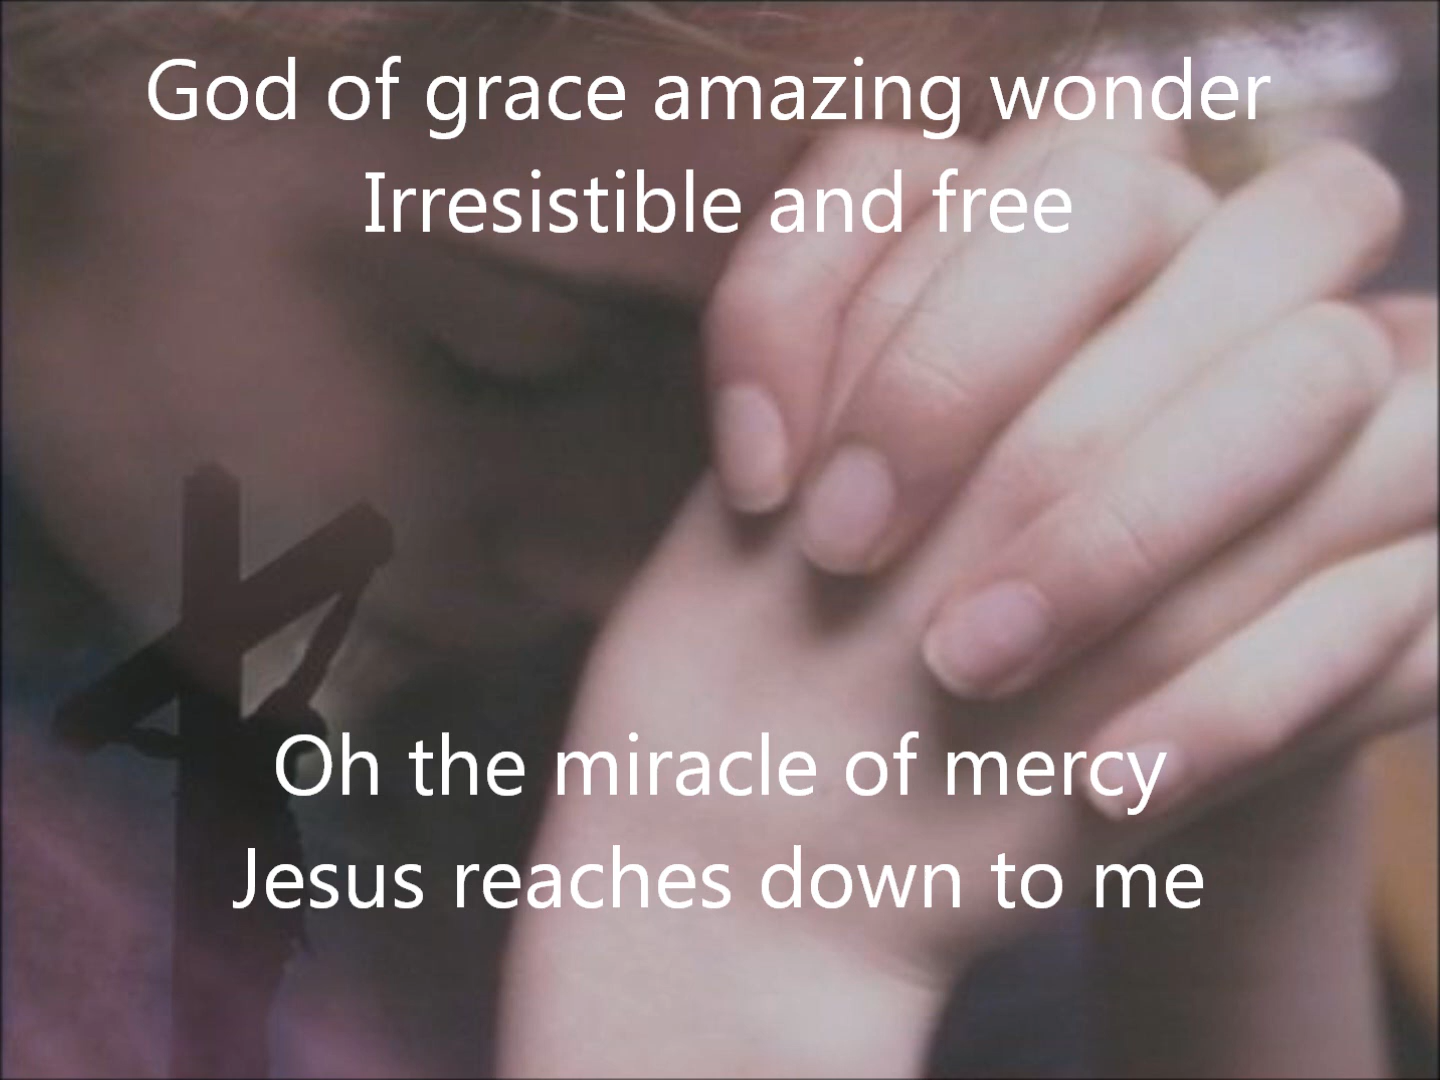 God of grace amazing wonder
Irresistible and free
Oh the miracle of mercy
Jesus reaches down to me